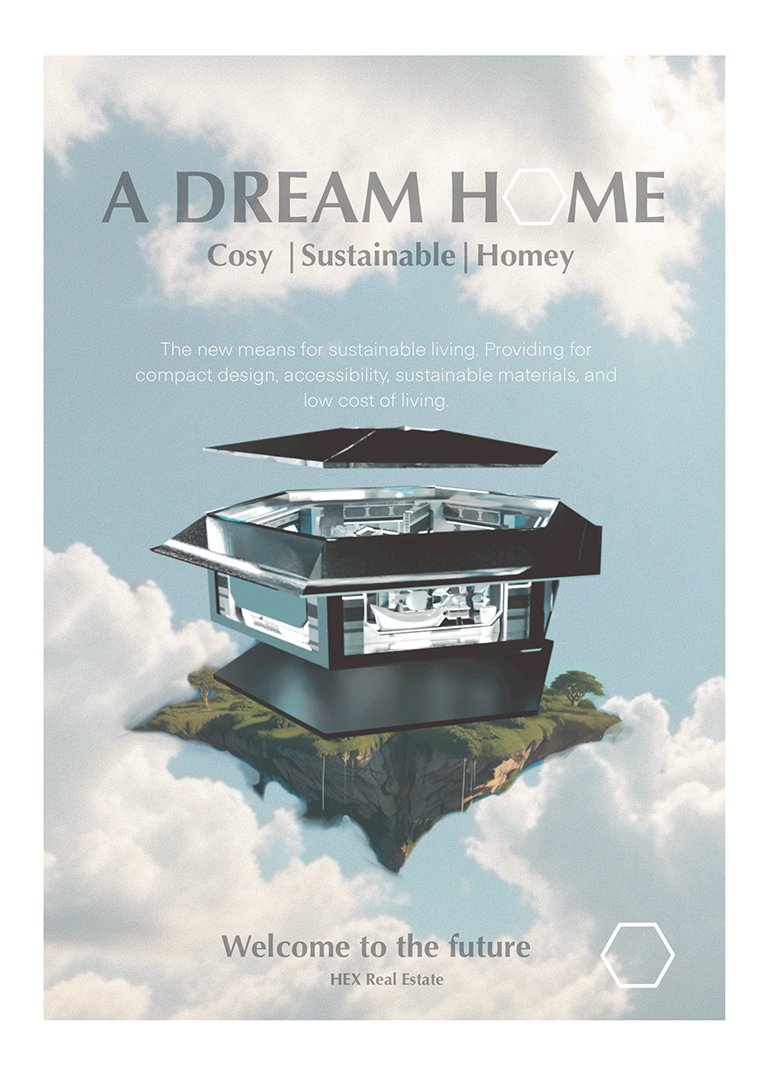 A DREAM HOME
Cosy | Sustainable | Homey
The new means for sustainable living. Providing for
compact design, accessibility, sustainable materials, and
low cost of living.
Welcome to the future
HEX Real Estate